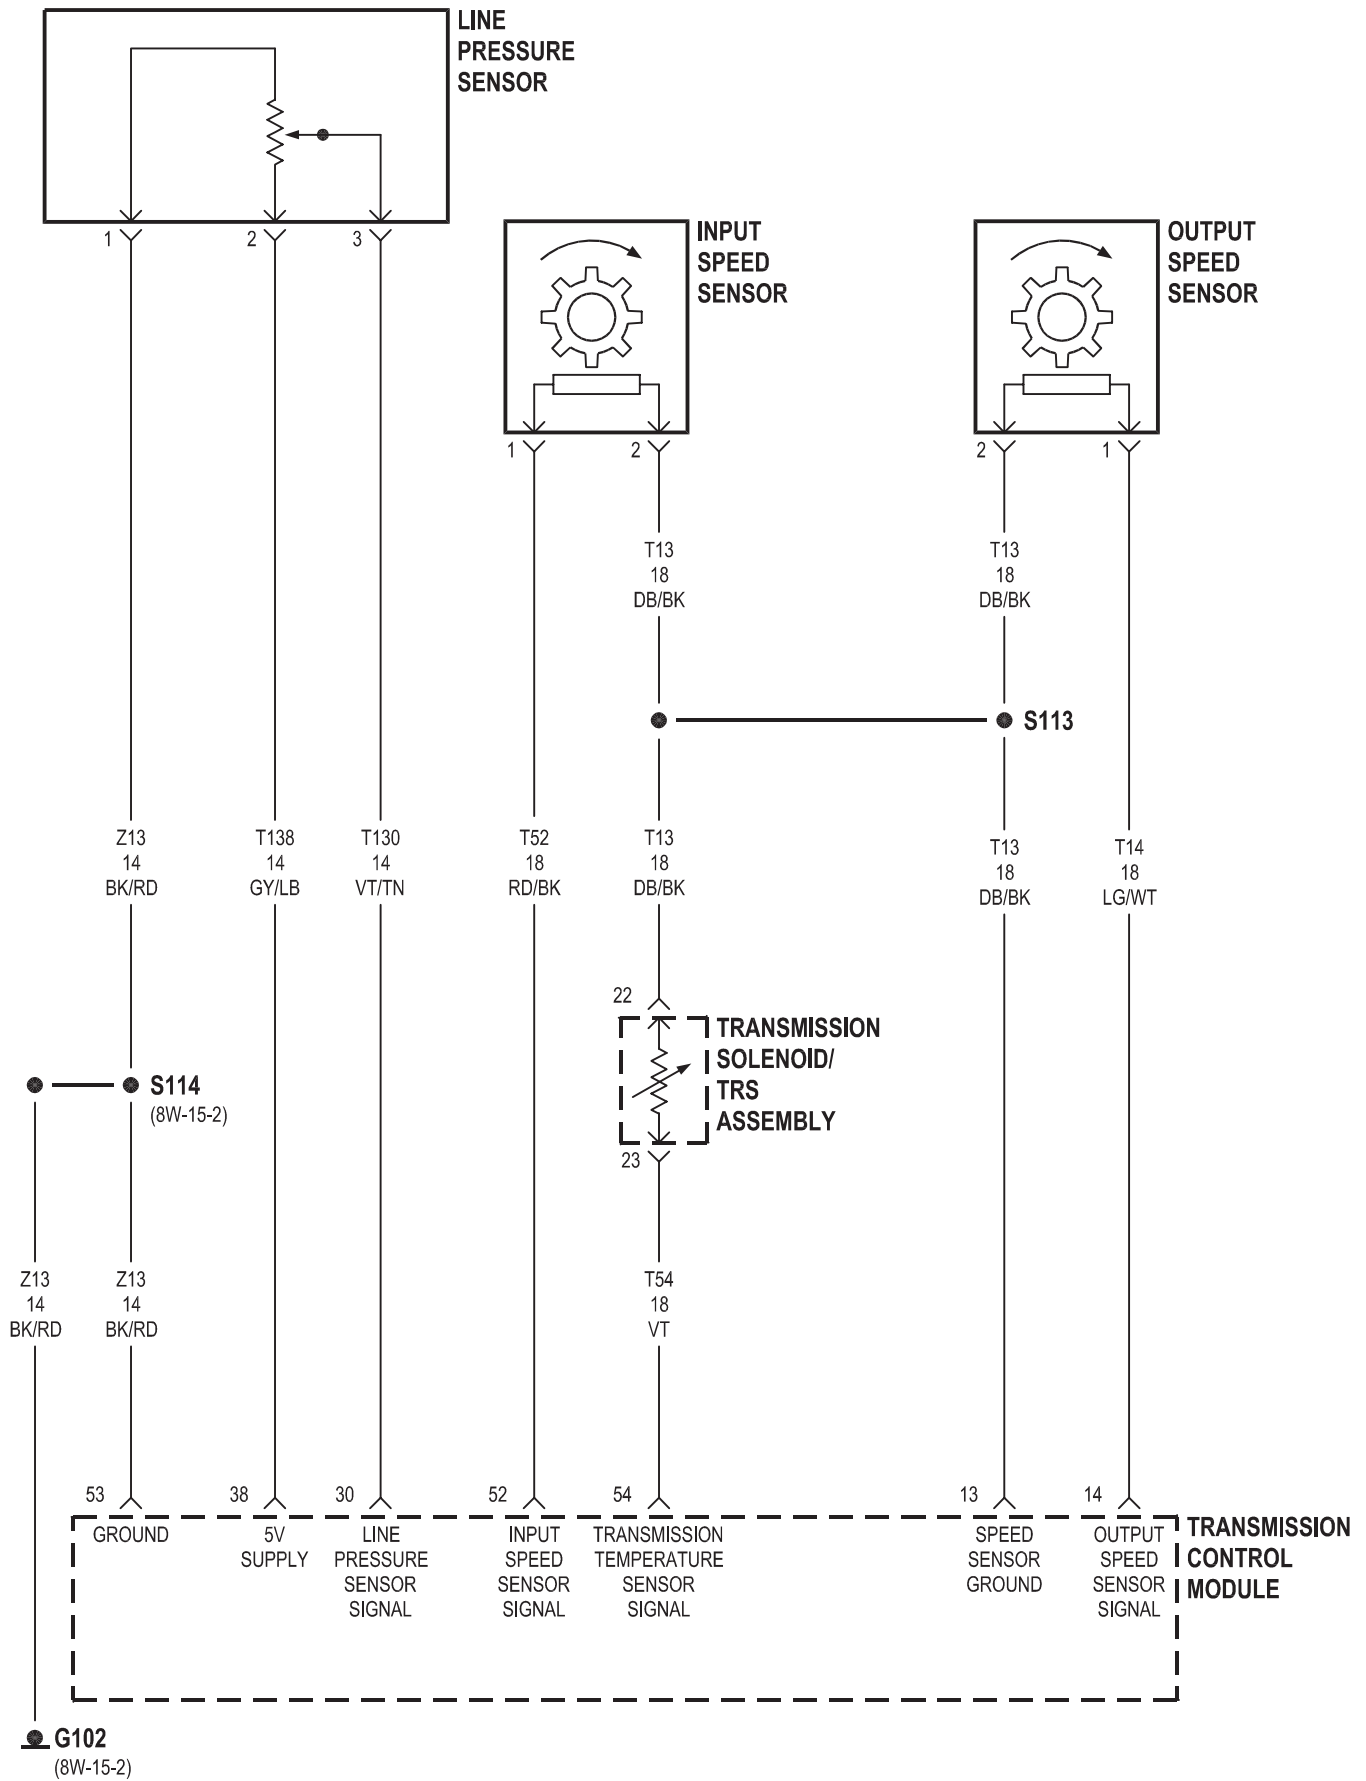 LINE
PRESSURE
SENSOR
1
2
3
INPUT
SPEED
SENSOR
OUTPUT
SPEED
SENSOR
1
2
2
1
T13
18
DB/BK
T13
18
DB/BK
S113
Z13
14
BK/RD
T138
14
GY/LB
T130
14
VT/TN
T52
18
RD/BK
T13
18
DB/BK
T13
18
DB/BK
T14
18
LG/WT
22
TRANSMISSION
SOLENOID/
TRS
ASSEMBLY
23
S114
(8W-15-2)
Z13
14
BK/RD
Z13
14
BK/RD
T54
18
VT
53
38
30
52
54
13
14
GROUND
5V
SUPPLY
LINE
PRESSURE
SENSOR
SIGNAL
INPUT
SPEED
SENSOR
SIGNAL
TRANSMISSION
TEMPERATURE
SENSOR
SIGNAL
SPEED
SENSOR
GROUND
OUTPUT
SPEED
SENSOR
SIGNAL
TRANSMISSION
CONTROL
MODULE
G102
(8W-15-2)